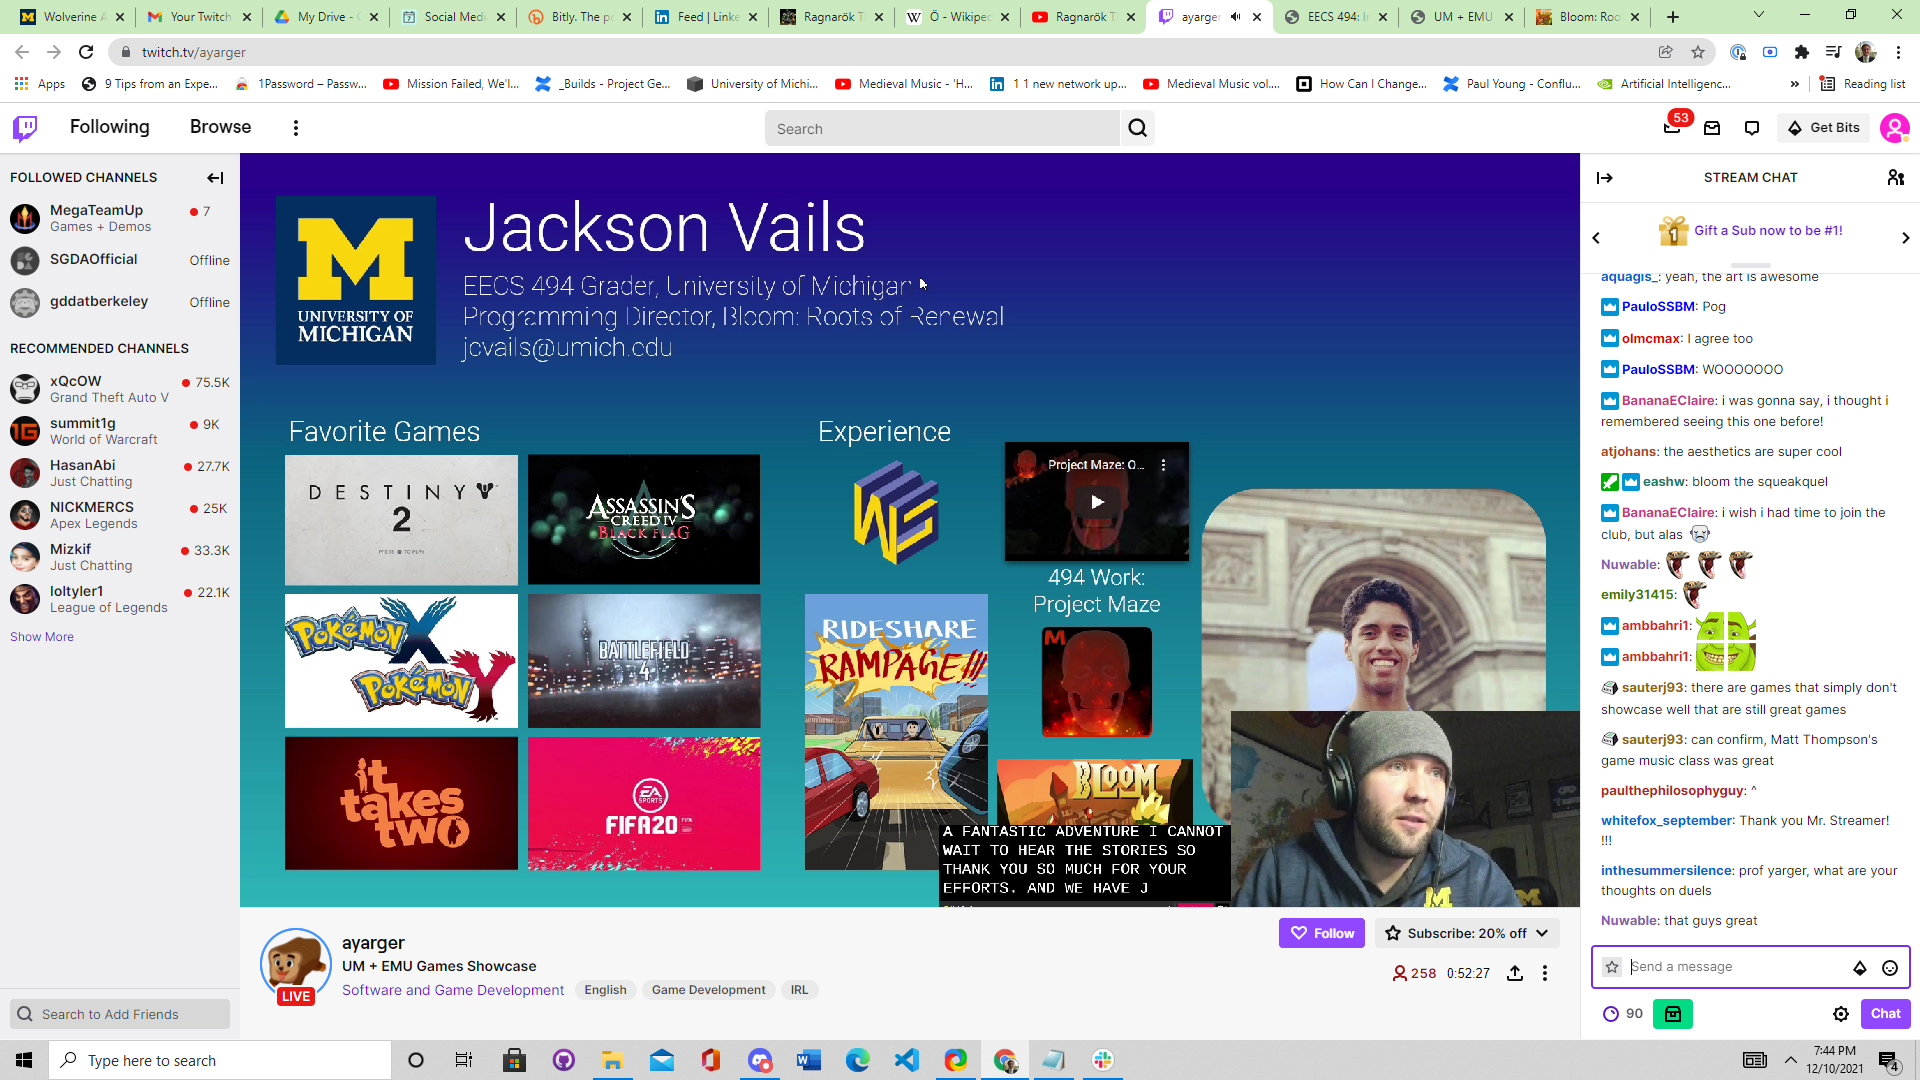 Wolverine A
Your Twitch
My Drive - G
Social Medi
Bitly. The po
Feed | Linke
Ragnarök T
Ö - Wikipec
Ragnarök T
ayarger
EECS 494: I
UM + EMU
Bloom: Roo
twitch.tv/ayarger
Apps
9 Tips from an Expe...
1Password – Passw...
Mission Failed, We'l...
_Builds - Project Ge...
University of Michi...
Medieval Music - 'H...
1 1 new network up...
Medieval Music vol....
How Can I Change...
Paul Young - Conflu...
Artificial Intelligenc...
»
Reading list
Following
Browse
Search
53
Get Bits
FOLLOWED CHANNELS
MegaTeamUp
7
Games + Demos
SGDAOfficial
Offline
gddatberkeley
Offline
RECOMMENDED CHANNELS
xQcOW
75.5K
Grand Theft Auto V
summit1g
9K
World of Warcraft
HasanAbi
27.7K
Just Chatting
NICKMERCS
25K
Apex Legends
Mizkif
33.3K
Just Chatting
loltyler1
22.1K
League of Legends
Show More
Search to Add Friends
M
UNIVERSITY OF
MICHIGAN
Jackson Vails
EECS 494 Grader, University of Michigan
Programming Director, Bloom: Roots of Renewal
jcvails@umich.edu
Favorite Games
DESTINY
2
ASSASSIN'S
CREED IV
BLACK FLAG
POKéMON X
POKéMON Y
BATTLEFIELD
4
it
takes
two
EA
SPORTS
FIFA20
Experience
Project Maze: O...
494 Work:
Project Maze
M
RIDESHARE
RAMPAGE!!!
BLOOM
A FANTASTIC ADVENTURE I CANNOT
WAIT TO HEAR THE STORIES SO
THANK YOU SO MUCH FOR YOUR
EFFORTS. AND WE HAVE J
M
LIVE
ayarger
UM + EMU Games Showcase
Software and Game Development
English
Game Development
IRL
Follow
Subscribe: 20% off
258
0:52:27
STREAM CHAT
1
Gift a Sub now to be #1!
aquagis_: yeah, the art is awesome
PauloSSBM: Pog
olmcmax: I agree too
PauloSSBM: WOOOOOOO
BananaEClaire: i was gonna say, i thought i
remembered seeing this one before!
atjohans: the aesthetics are super cool
eashw: bloom the squeakquel
BananaEClaire: i wish i had time to join the
club, but alas
Nuwable:
emily31415:
ambbahri1:
ambbahri1:
sauterj93: there are games that simply don't
showcase well that are still great games
sauterj93: can confirm, Matt Thompson's
game music class was great
paulthephilosophyguy: ^
whitefox_september: Thank you Mr. Streamer!
!!!
inthesummersilence: prof yarger, what are your
thoughts on duels
Nuwable: that guys great
Send a message
90
Chat
Type here to search
7:44 PM
12/10/2021
4